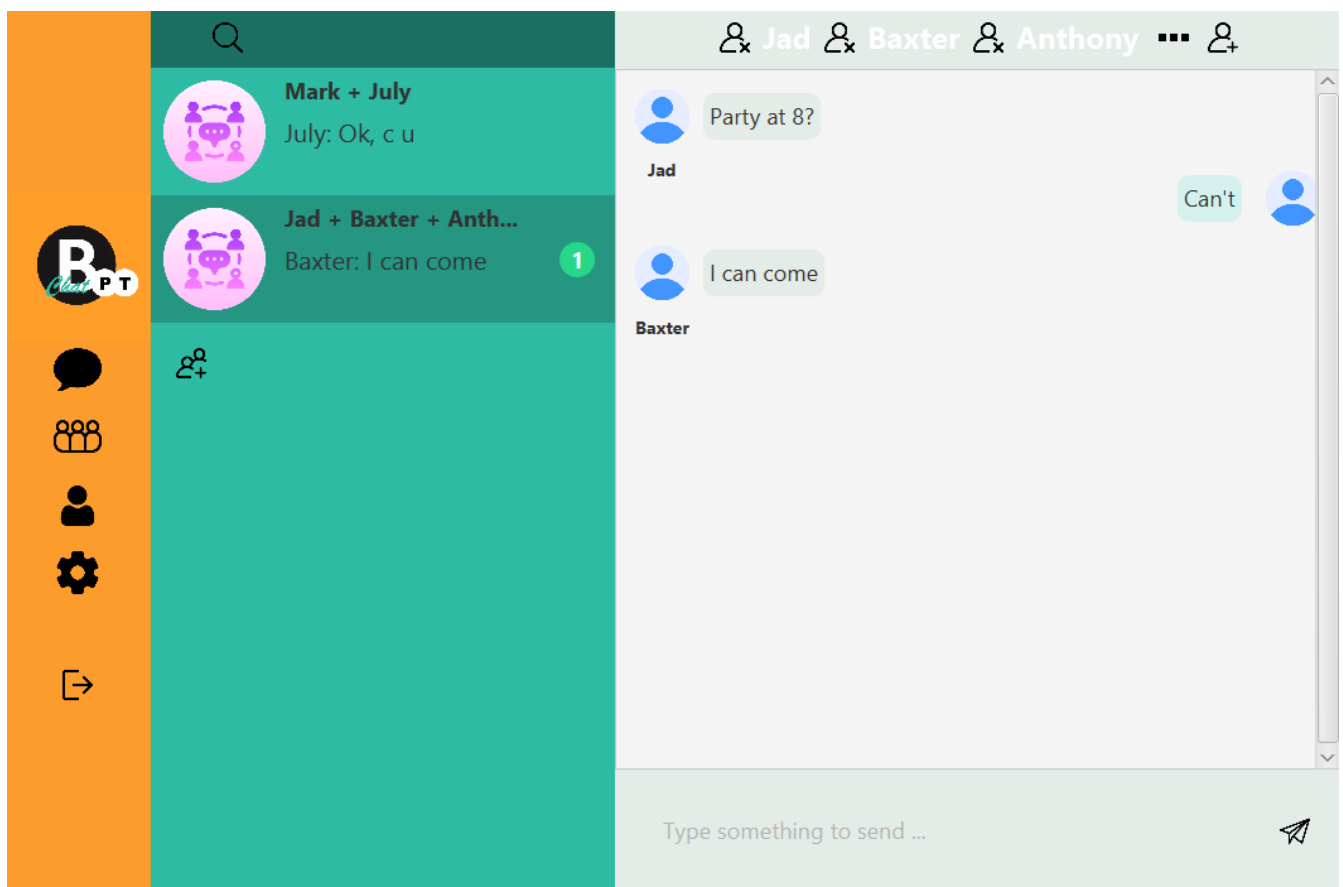 Jad Baxter Anthony
Mark + July
July: Ok, c u
Jad + Baxter + Anth...
Baxter: I can come
1
B
Chat P T
Party at 8?
Jad
Can't
I can come
Baxter
Type something to send ...